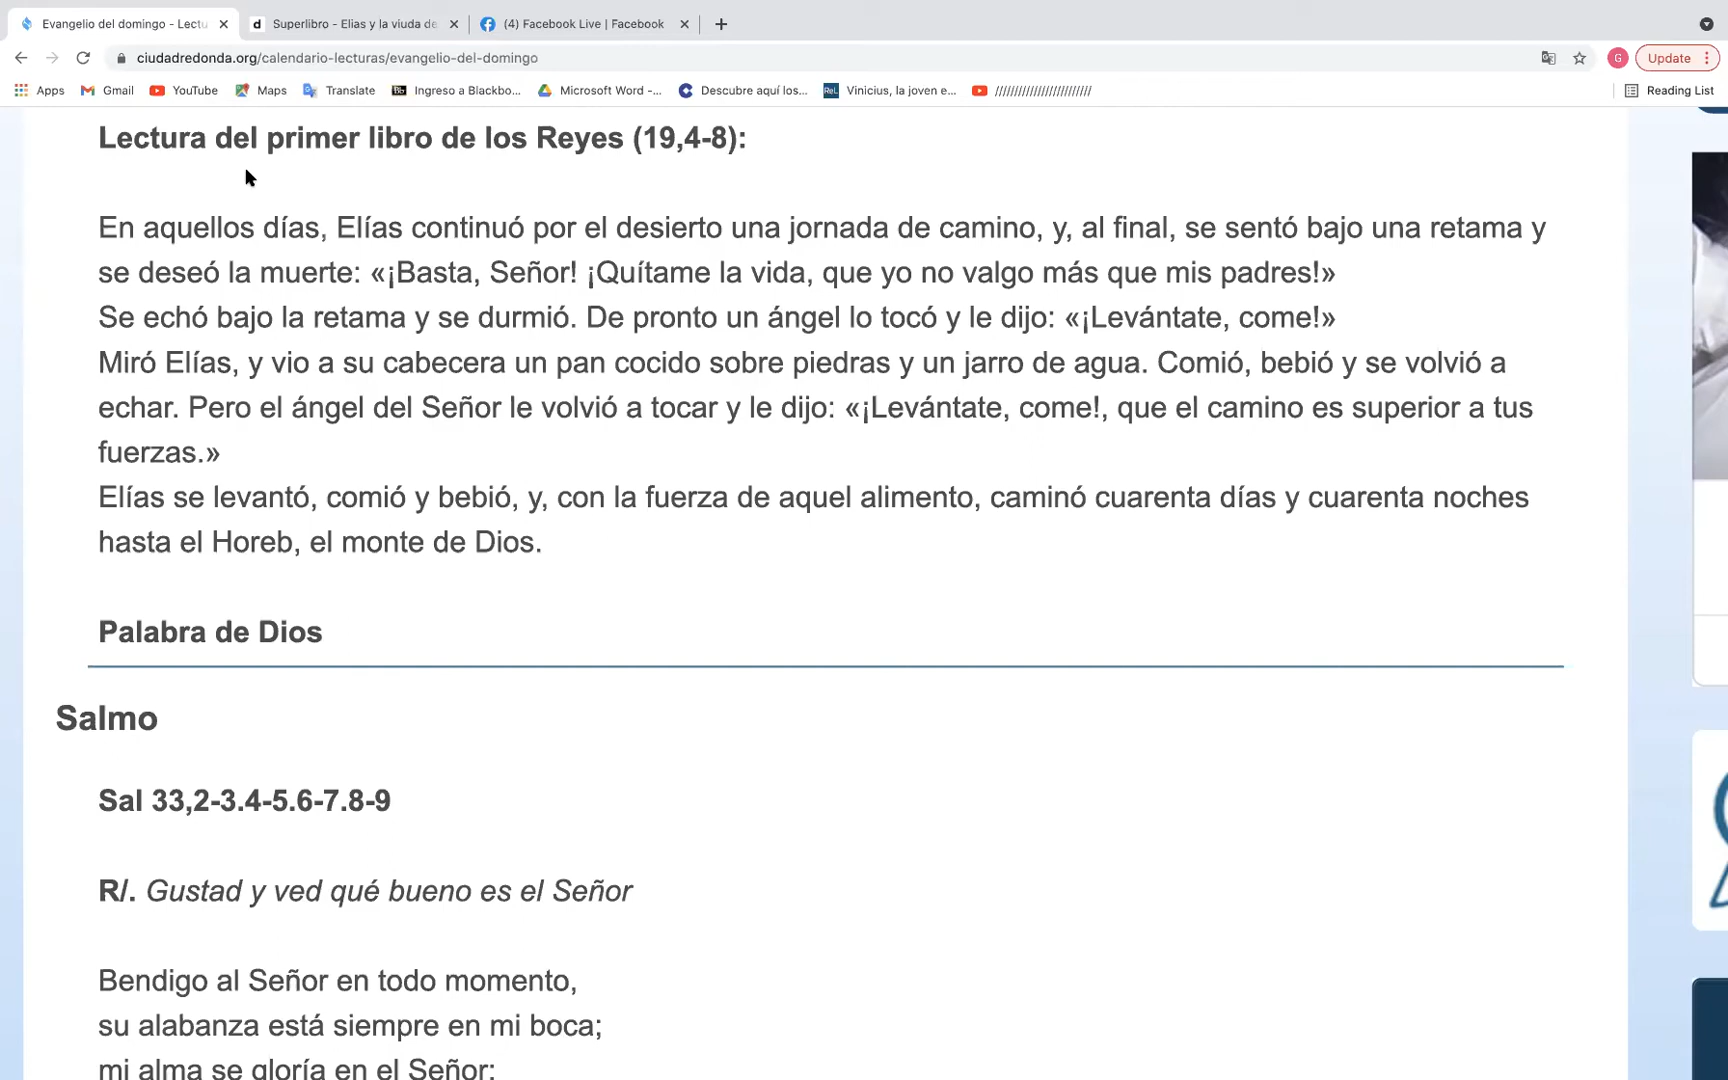 Evangelio del domingo - Lectu
Superlibro - Elias y la viuda de
(4) Facebook Live | Facebook
ciudadredonda.org/calendario-lecturas/evangelio-del-domingo
G
Update
Apps
Gmail
YouTube
Maps
Translate
Ingreso a Blackbo...
Microsoft Word -...
Descubre aquí los...
Vinicius, la joven e...
////////////////////////
Reading List
Lectura del primer libro de los Reyes (19,4-8):
En aquellos días, Elías continuó por el desierto una jornada de camino, y, al final, se sentó bajo una retama y
se deseó la muerte: «¡Basta, Señor! ¡Quítame la vida, que yo no valgo más que mis padres!»
Se echó bajo la retama y se durmió. De pronto un ángel lo tocó y le dijo: «¡Levántate, come!»
Miró Elías, y vio a su cabecera un pan cocido sobre piedras y un jarro de agua. Comió, bebió y se volvió a
echar. Pero el ángel del Señor le volvió a tocar y le dijo: «¡Levántate, come!, que el camino es superior a tus
fuerzas.»
Elías se levantó, comió y bebió, y, con la fuerza de aquel alimento, caminó cuarenta días y cuarenta noches
hasta el Horeb, el monte de Dios.
Palabra de Dios
Salmo
Sal 33,2-3.4-5.6-7.8-9
R/. Gustad y ved qué bueno es el Señor
Bendigo al Señor en todo momento,
su alabanza está siempre en mi boca;
mi alma se gloría en el Señor: